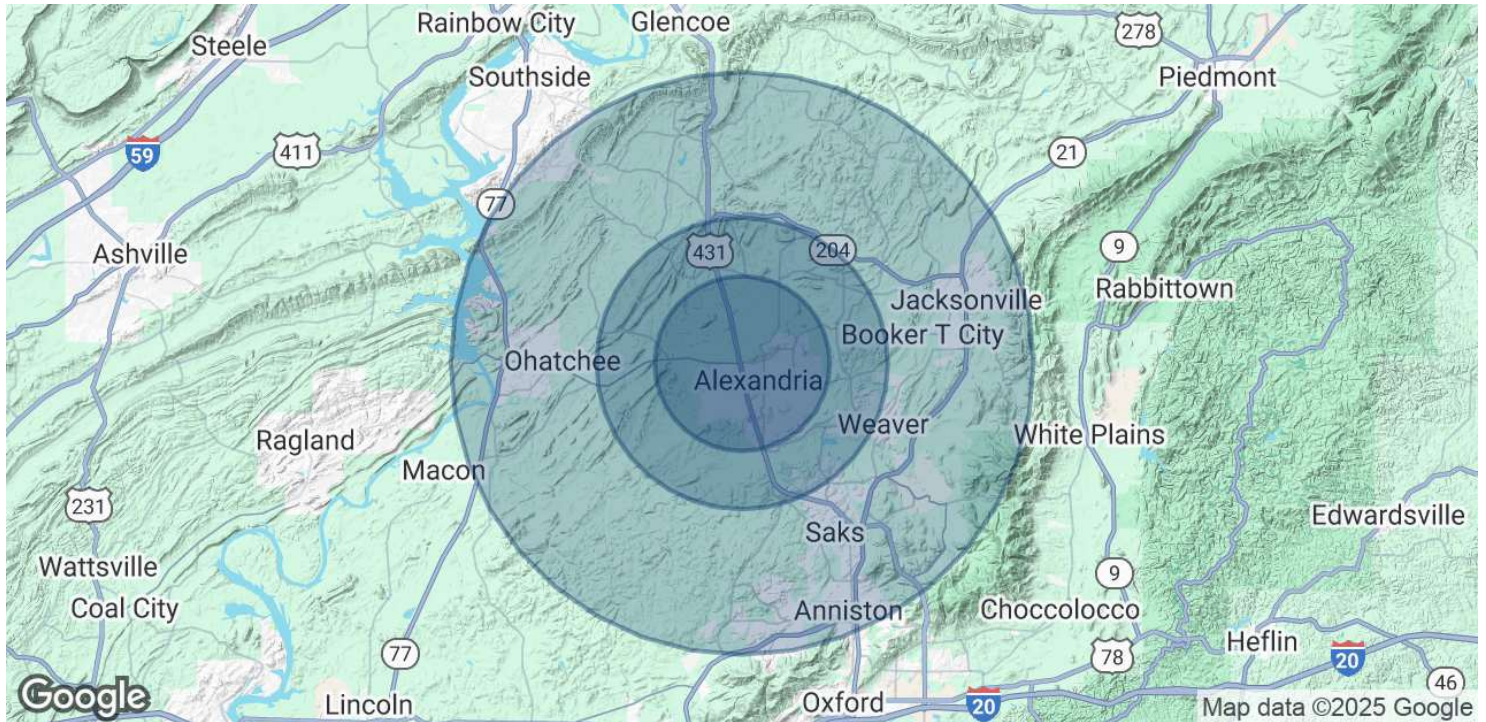 Rainbow City
Glencoe
278
Steele
Southside
Piedmont
59
411
21
77
Ashville
431
204
9
Rabbittown
Jacksonville
Booker T City
Ohatchee
Alexandria
Weaver
Ragland
White Plains
Macon
231
Edwardsville
Saks
Wattsville
9
Coal City
Anniston
Choccolocco
Heflin
77
78
20
46
Google
Lincoln
Oxford
20
Map data ©2025 Google